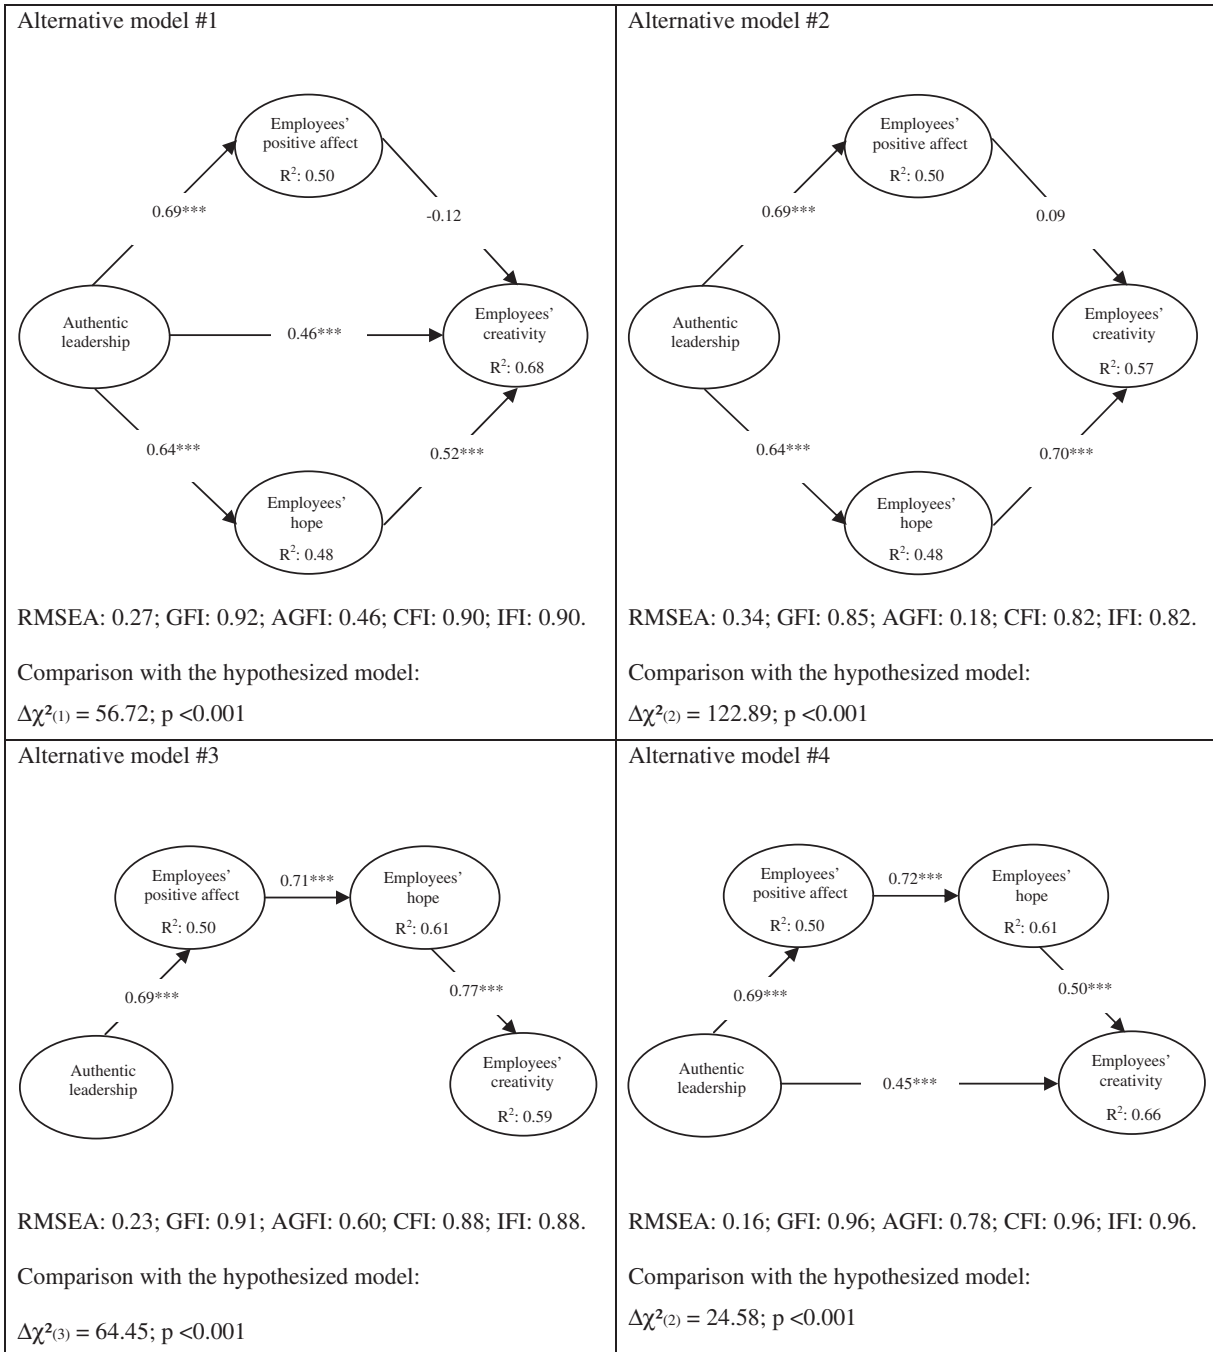 Alternative model #1
Employees’
positive affect
R²: 0.50
0.69***
-0.12
Authentic
leadership
0.46***
Employees’
creativity
R²: 0.68
0.64***
0.52***
Employees’
hope
R²: 0.48
RMSEA: 0.27; GFI: 0.92; AGFI: 0.46; CFI: 0.90; IFI: 0.90.
Comparison with the hypothesized model:
Δχ²(1) = 56.72; p <0.001
Alternative model #2
Employees’
positive affect
R²: 0.50
0.69***
0.09
Authentic
leadership
Employees’
creativity
R²: 0.57
0.64***
0.70***
Employees’
hope
R²: 0.48
RMSEA: 0.34; GFI: 0.85; AGFI: 0.18; CFI: 0.82; IFI: 0.82.
Comparison with the hypothesized model:
Δχ²(2) = 122.89; p <0.001
Alternative model #3
Employees’
positive affect
R²: 0.50
0.71***
Employees’
hope
R²: 0.61
0.69***
0.77***
Authentic
leadership
Employees’
creativity
R²: 0.59
RMSEA: 0.23; GFI: 0.91; AGFI: 0.60; CFI: 0.88; IFI: 0.88.
Comparison with the hypothesized model:
Δχ²(3) = 64.45; p <0.001
Alternative model #4
Employees’
positive affect
R²: 0.50
0.72***
Employees’
hope
R²: 0.61
0.69***
0.50***
Authentic
leadership
0.45***
Employees’
creativity
R²: 0.66
RMSEA: 0.16; GFI: 0.96; AGFI: 0.78; CFI: 0.96; IFI: 0.96.
Comparison with the hypothesized model:
Δχ²(2) = 24.58; p <0.001